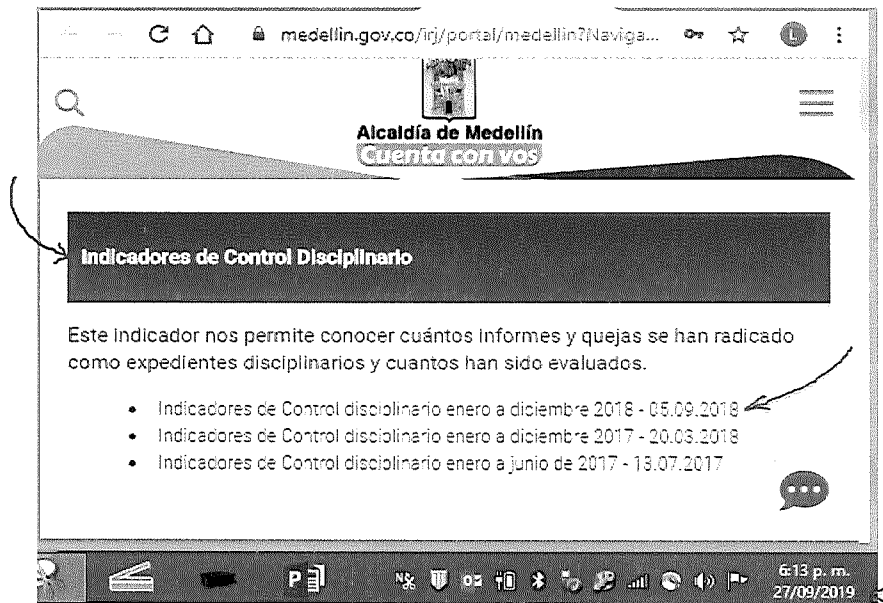 medellin.gov.co/irj/portal/medellin?Naviga...
L
Alcaldía de Medellín
Cuenta con vos
Indicadores de Control Disciplinario
Este indicador nos permite conocer cuántos informes y quejas se han radicado
como expedientes disciplinarios y cuantos han sido evaluados.
• Indicadores de Control disciplinario enero a diciembre 2018 - 05.09.2018
• Indicadores de Control disciplinario enero a diciembre 2017 - 20.03.2018
• Indicadores de Control disciplinario enero a junio de 2017 - 13.07.2017
6:13 p. m.
27/09/2019